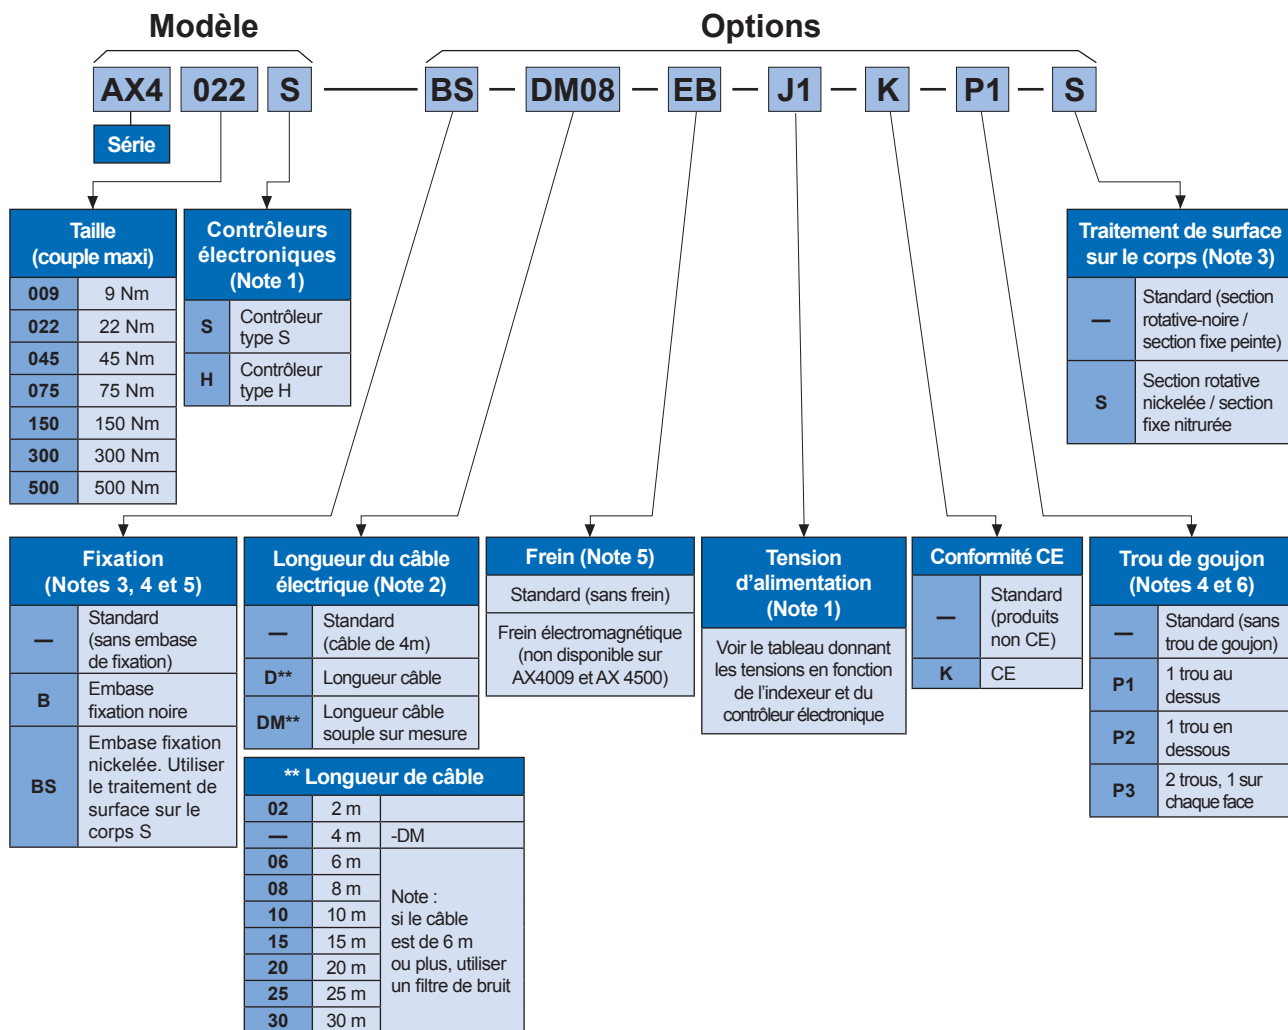 Modèle
Options
AX4 022 S — BS — DM08 — EB — J1 — K — P1 — S
Série
Taille
(couple maxi)
009 9 Nm
022 22 Nm
045 45 Nm
075 75 Nm
150 150 Nm
300 300 Nm
500 500 Nm
Contrôleurs
électroniques
(Note 1)
S Contrôleur
type S
H Contrôleur
type H
Traitement de surface
sur le corps (Note 3)
— Standard (section
rotative-noire /
section fixe peinte)
S Section rotative
nickelée / section
fixe nitrurée
Fixation
(Notes 3, 4 et 5)
— Standard
(sans embase
de fixation)
B Embase
fixation noire
BS Embase fixation
nickelée. Utiliser
le traitement de
surface sur le
corps S
Longueur du câble
électrique (Note 2)
— Standard
(câble de 4m)
D** Longueur câble
DM** Longueur câble
souple sur mesure
** Longueur de câble
02 2 m
— 4 m -DM
06 6 m
08 8 m
10 10 m
15 15 m
20 20 m
25 25 m
30 30 m
Note :
si le câble
est de 6 m
ou plus, utiliser
un filtre de bruit
Frein (Note 5)
Standard (sans frein)
Frein électromagnétique
(non disponible sur
AX4009 et AX 4500)
Tension
d’alimentation
(Note 1)
Voir le tableau donnant
les tensions en fonction
de l’indexeur et du
contrôleur électronique
Conformité CE
— Standard
(produits
non CE)
K CE
Trou de goujon
(Notes 4 et 6)
— Standard (sans
trou de goujon)
P1 1 trou au
dessus
P2 1 trou en
dessous
P3 2 trous, 1 sur
chaque face